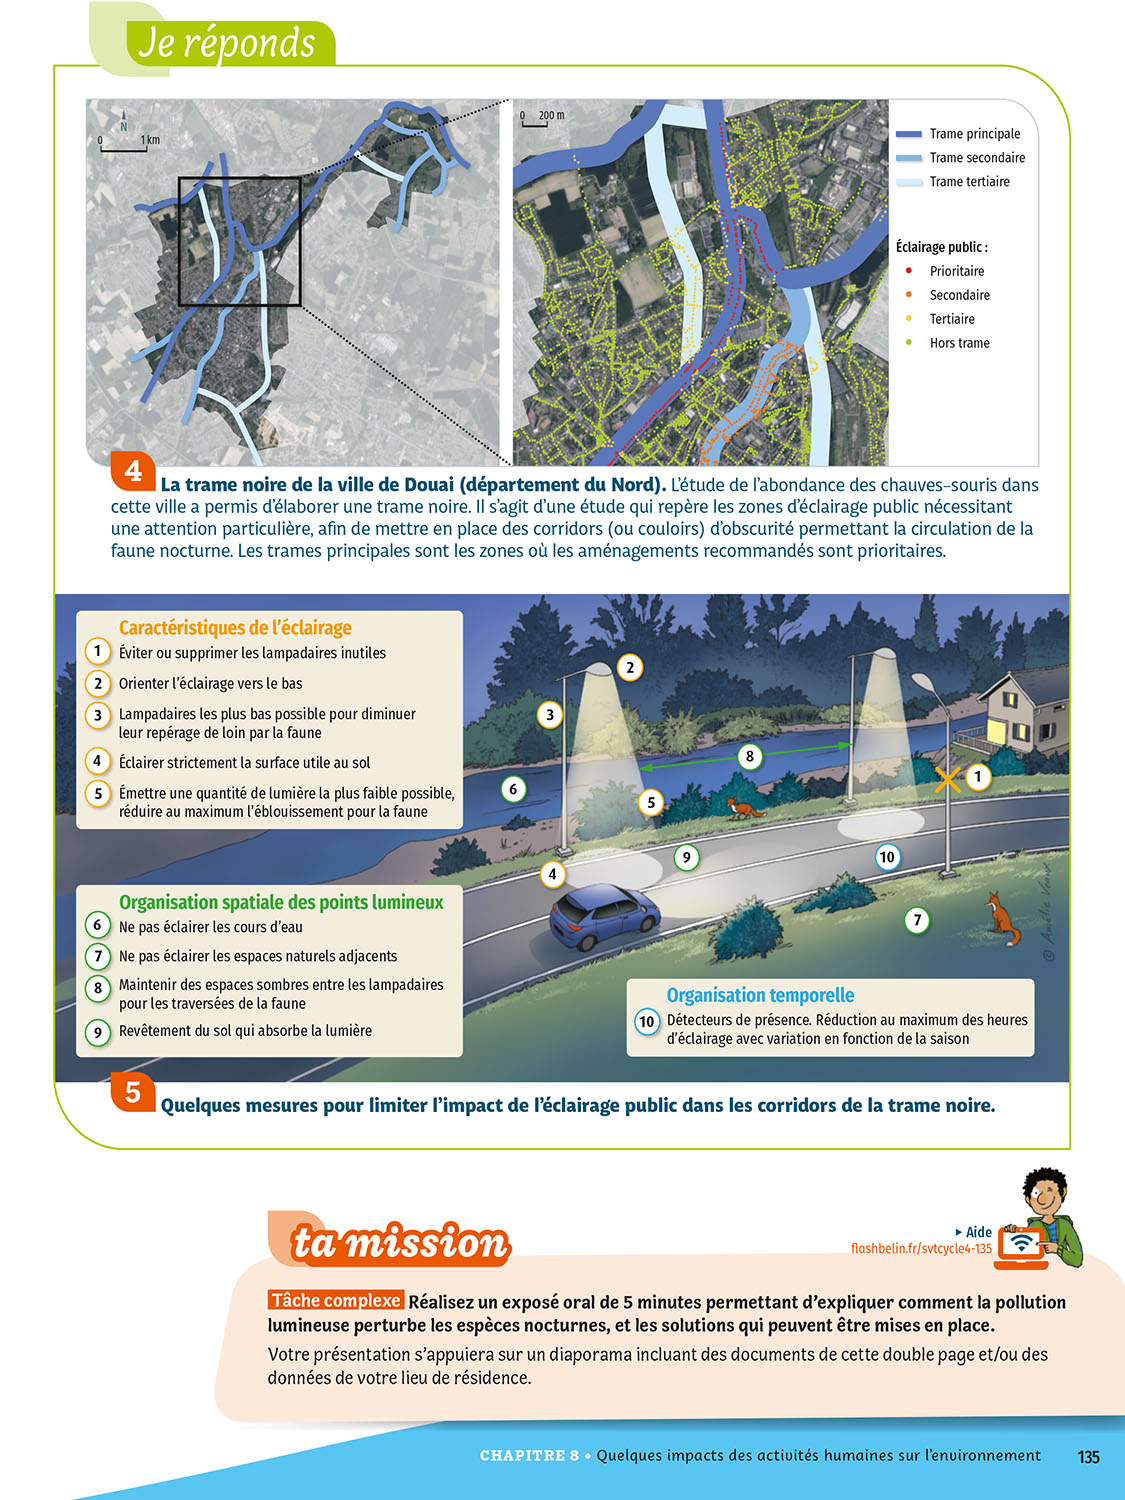 Je réponds
N
0 1 km
0 200 m
Trame principale
Trame secondaire
Trame tertiaire
Éclairage public :
Prioritaire
Secondaire
Tertiaire
Hors trame
4
La trame noire de la ville de Douai (département du Nord). L'étude de l'abondance des chauves-souris dans
cette ville a permis d'élaborer une trame noire. Il s'agit d'une étude qui repère les zones d'éclairage public nécessitant
une attention particulière, afin de mettre en place des corridors (ou couloirs) d'obscurité permettant la circulation de la
faune nocturne. Les trames principales sont les zones où les aménagements recommandés sont prioritaires.
Caractéristiques de l'éclairage
1 Éviter ou supprimer les lampadaires inutiles
2 Orienter l'éclairage vers le bas
3 Lampadaires les plus bas possible pour diminuer
leur repérage de loin par la faune
4 Éclairer strictement la surface utile au sol
5 Émettre une quantité de lumière la plus faible possible,
réduire au maximum l'éblouissement pour la faune
2
3
8
1
6
5
9
10
4
7
© Amélie Veaux
Organisation spatiale des points lumineux
6 Ne pas éclairer les cours d'eau
7 Ne pas éclairer les espaces naturels adjacents
8 Maintenir des espaces sombres entre les lampadaires
pour les traversées de la faune
9 Revêtement du sol qui absorbe la lumière
Organisation temporelle
10 Détecteurs de présence. Réduction au maximum des heures
d'éclairage avec variation en fonction de la saison
5
Quelques mesures pour limiter l'impact de l'éclairage public dans les corridors de la trame noire.
ta mission
▸ Aide
flashbelin.fr/svtcycle4-135
Tâche complexe Réalisez un exposé oral de 5 minutes permettant d'expliquer comment la pollution
lumineuse perturbe les espèces nocturnes, et les solutions qui peuvent être mises en place.
Votre présentation s'appuiera sur un diaporama incluant des documents de cette double page et/ou des
données de votre lieu de résidence.
CHAPITRE 8 • Quelques impacts des activités humaines sur l'environnement 135